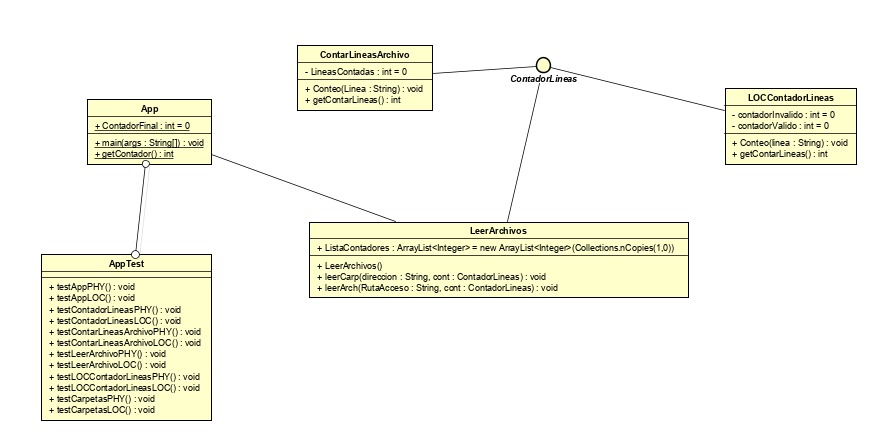 ContarLineasArchivo
- LineasContadas : int = 0
+ Conteo(Linea : String) : void
+ getContarLineas() : int
ContadorLineas
LOCContadorLineas
- contadorInvalido : int = 0
- contadorValido : int = 0
+ Conteo(linea : String) : void
+ getContarLineas() : int
App
+ ContadorFinal : int = 0
+ main(args : String[]) : void
+ getContador() : int
LeerArchivos
+ ListaContadores : ArrayList<Integer> = new ArrayList<Integer>(Collections.nCopies(1,0))
+ LeerArchivos()
+ leerCarp(direccion : String, cont : ContadorLineas) : void
+ leerArch(RutaAcceso : String, cont : ContadorLineas) : void
AppTest
+ testAppPHY() : void
+ testAppLOC() : void
+ testContadorLineasPHY() : void
+ testContadorLineasLOC() : void
+ testContarLineasArchivoPHY() : void
+ testContarLineasArchivoLOC() : void
+ testLeerArchivoPHY() : void
+ testLeerArchivoLOC() : void
+ testLOCContadorLineasPHY() : void
+ testLOCContadorLineasLOC() : void
+ testCarpetasPHY() : void
+ testCarpetasLOC() : void